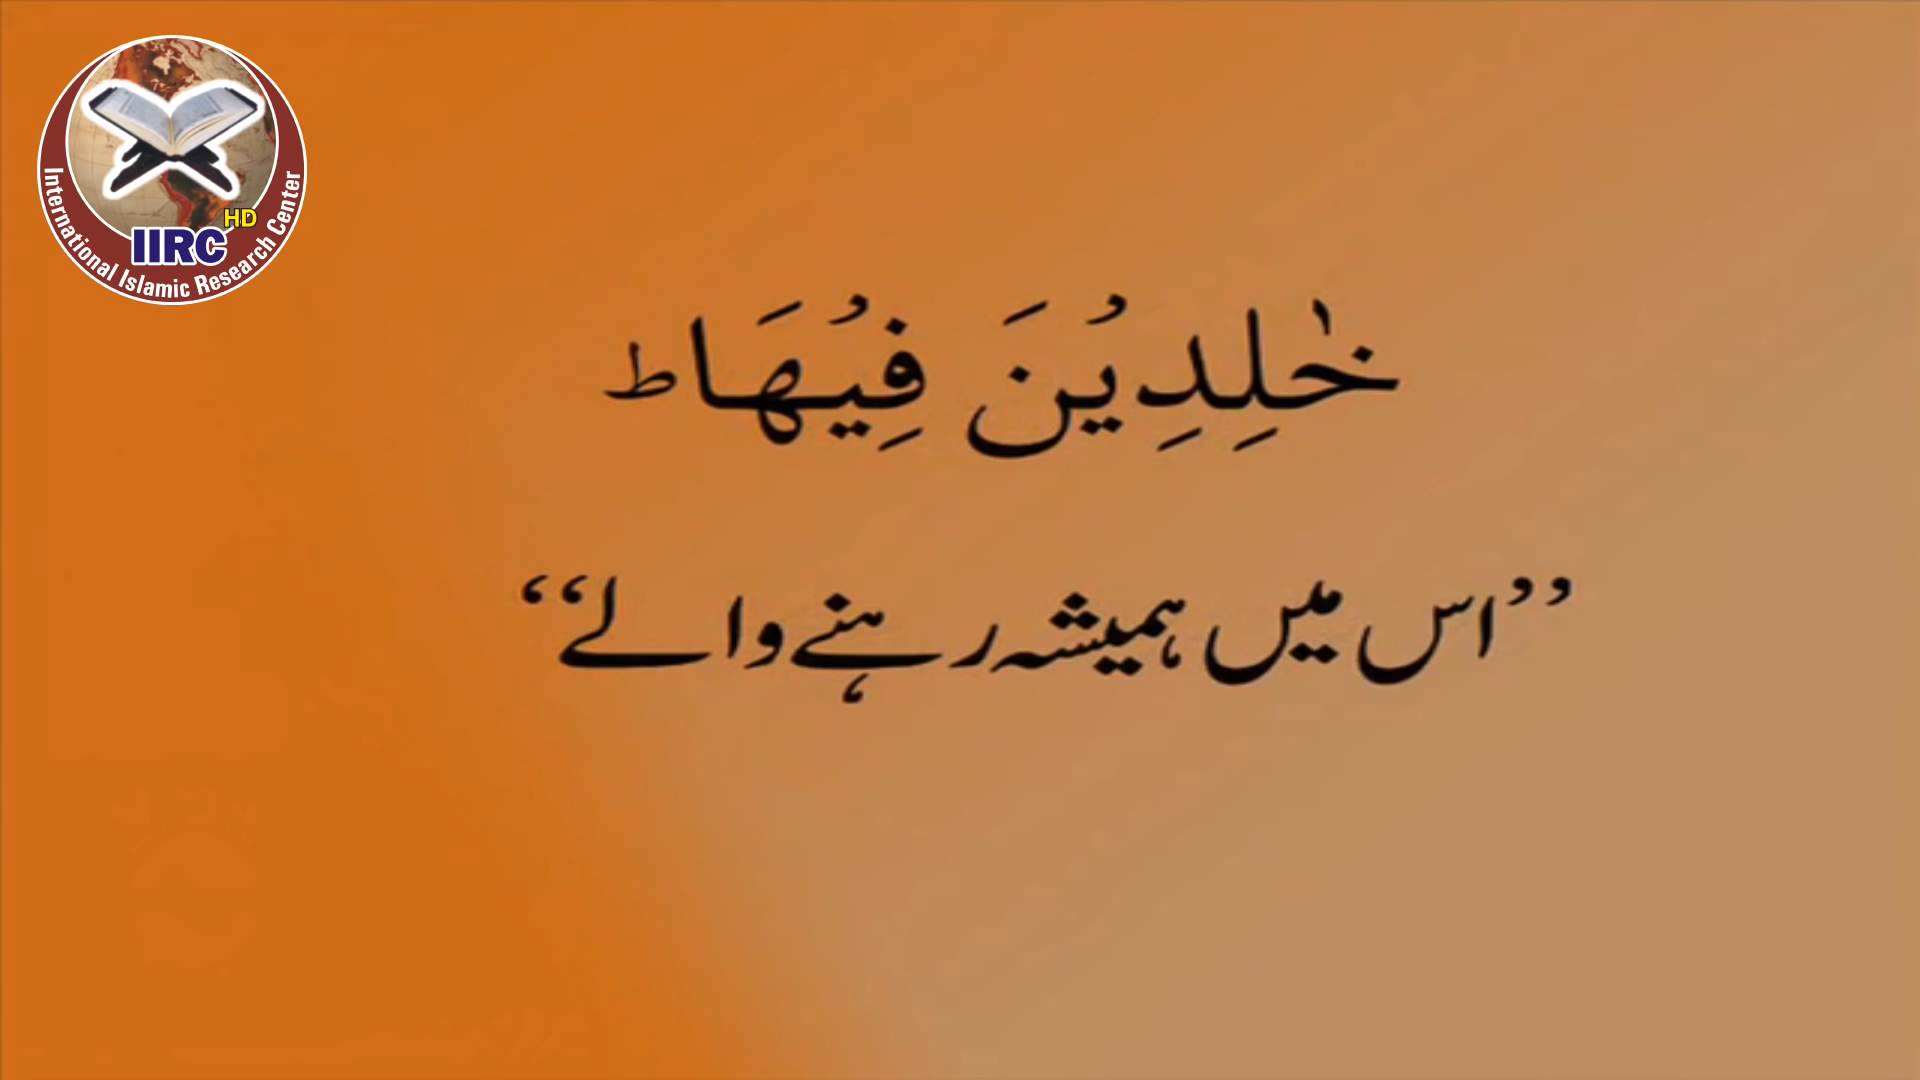 International Islamic Research Center
IIRC HD
خٰلِدِیْنَ فِیْهَا ط
’’اس میں ہمیشہ رہنے والے‘‘